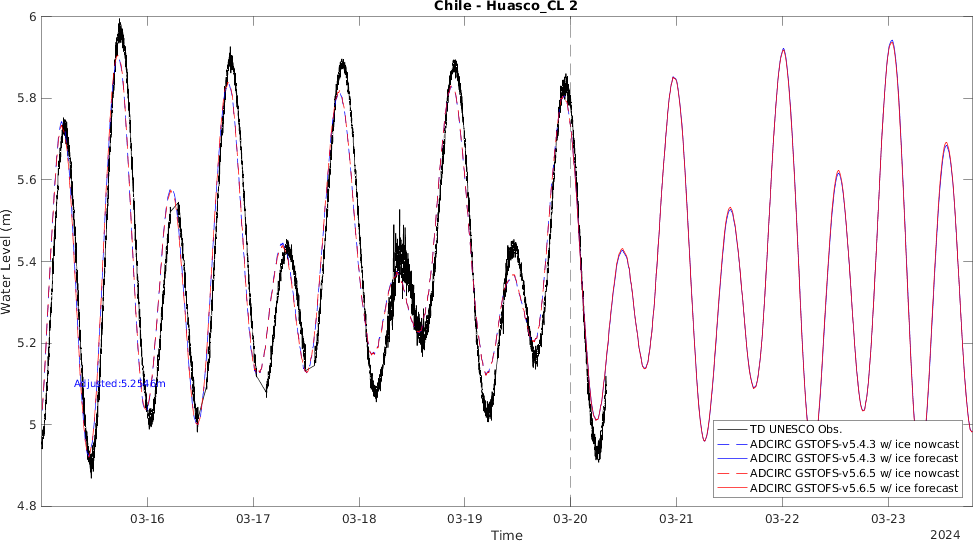 Chile - Huasco_CL 2
Water Level (m)
6
5.8
5.6
5.4
5.2
5
4.8
Adjusted:5.2546m
TD UNESCO Obs.
ADCIRC GSTOFS-v5.4.3 w/ ice nowcast
ADCIRC GSTOFS-v5.4.3 w/ ice forecast
ADCIRC GSTOFS-v5.6.5 w/ ice nowcast
ADCIRC GSTOFS-v5.6.5 w/ ice forecast
03-16 03-17 03-18 03-19 03-20 03-21 03-22 03-23
Time
2024